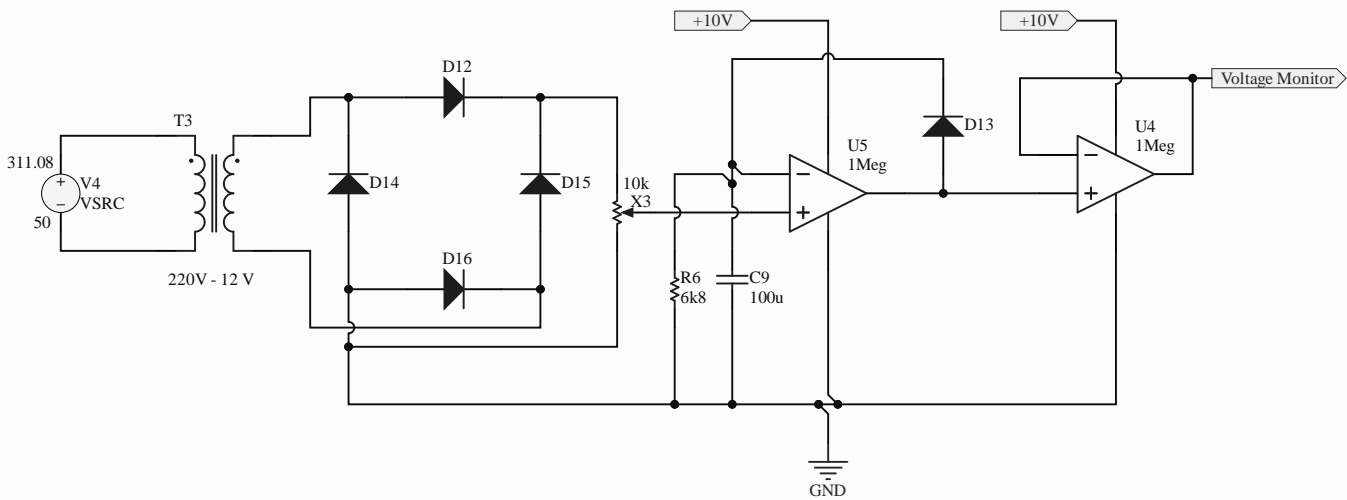 +10V
+10V
D12
Voltage Monitor
T3
D13
U5
1Meg
U4
1Meg
311.08
V4
VSRC
50
D14
D15
10k
X3
D16
220V - 12 V
R6
6k8
C9
100u
GND